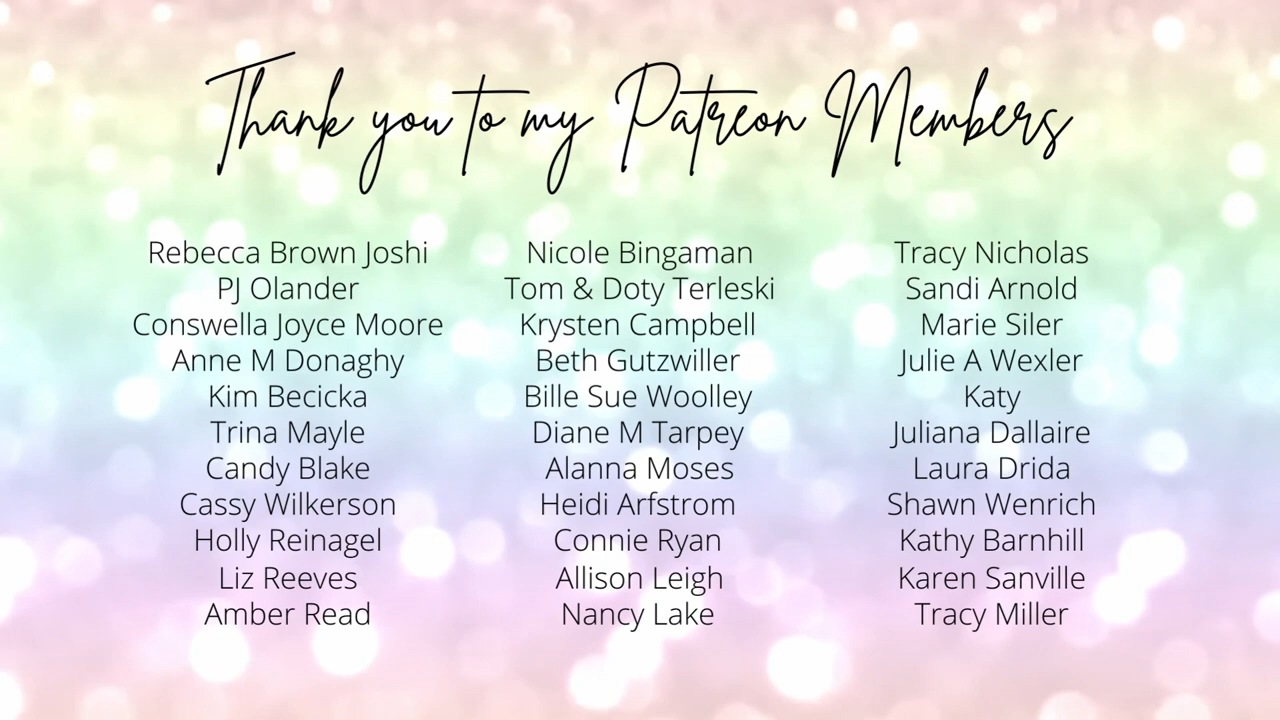 Thank you to my Patreon Members
Rebecca Brown Joshi
PJ Olander
Conswella Joyce Moore
Anne M Donaghy
Kim Becicka
Trina Mayle
Candy Blake
Cassy Wilkerson
Holly Reinagel
Liz Reeves
Amber Read
Nicole Bingaman
Tom & Doty Terleski
Krysten Campbell
Beth Gutzwiller
Bille Sue Woolley
Diane M Tarpey
Alanna Moses
Heidi Arfstrom
Connie Ryan
Allison Leigh
Nancy Lake
Tracy Nicholas
Sandi Arnold
Marie Siler
Julie A Wexler
Katy
Juliana Dallaire
Laura Drida
Shawn Wenrich
Kathy Barnhill
Karen Sanville
Tracy Miller